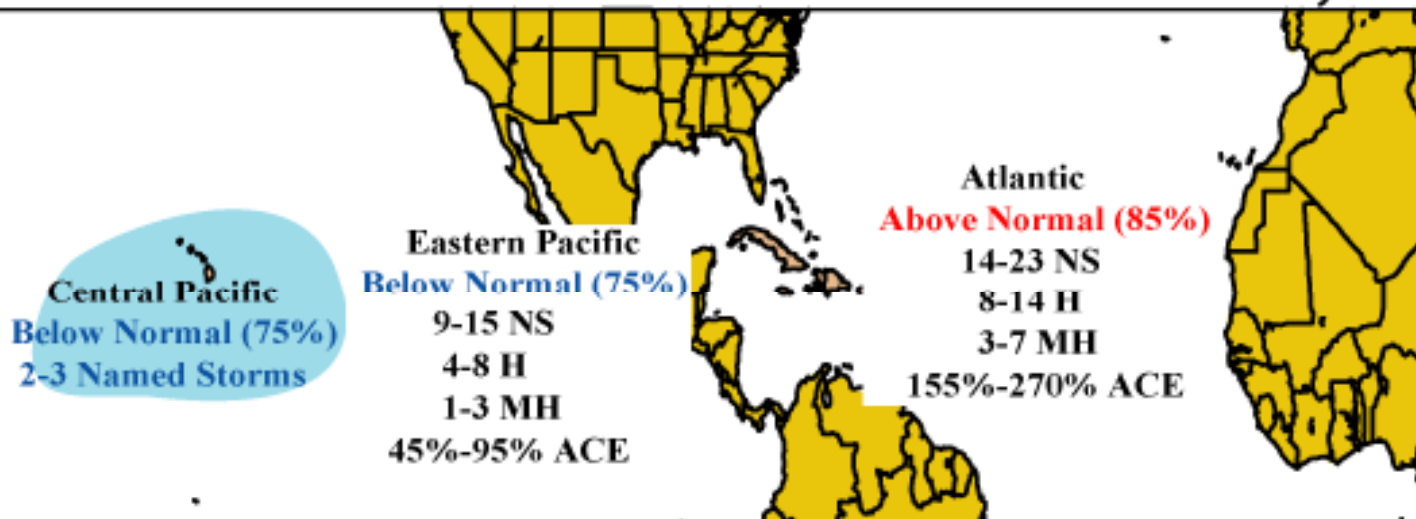 Central Pacific
Below Normal (75%)
2-3 Named Storms
Eastern Pacific
Below Normal (75%)
9-15 NS
4-8 H
1-3 MH
45%-95% ACE
Atlantic
Above Normal (85%)
14-23 NS
8-14 H
3-7 MH
155%-270% ACE